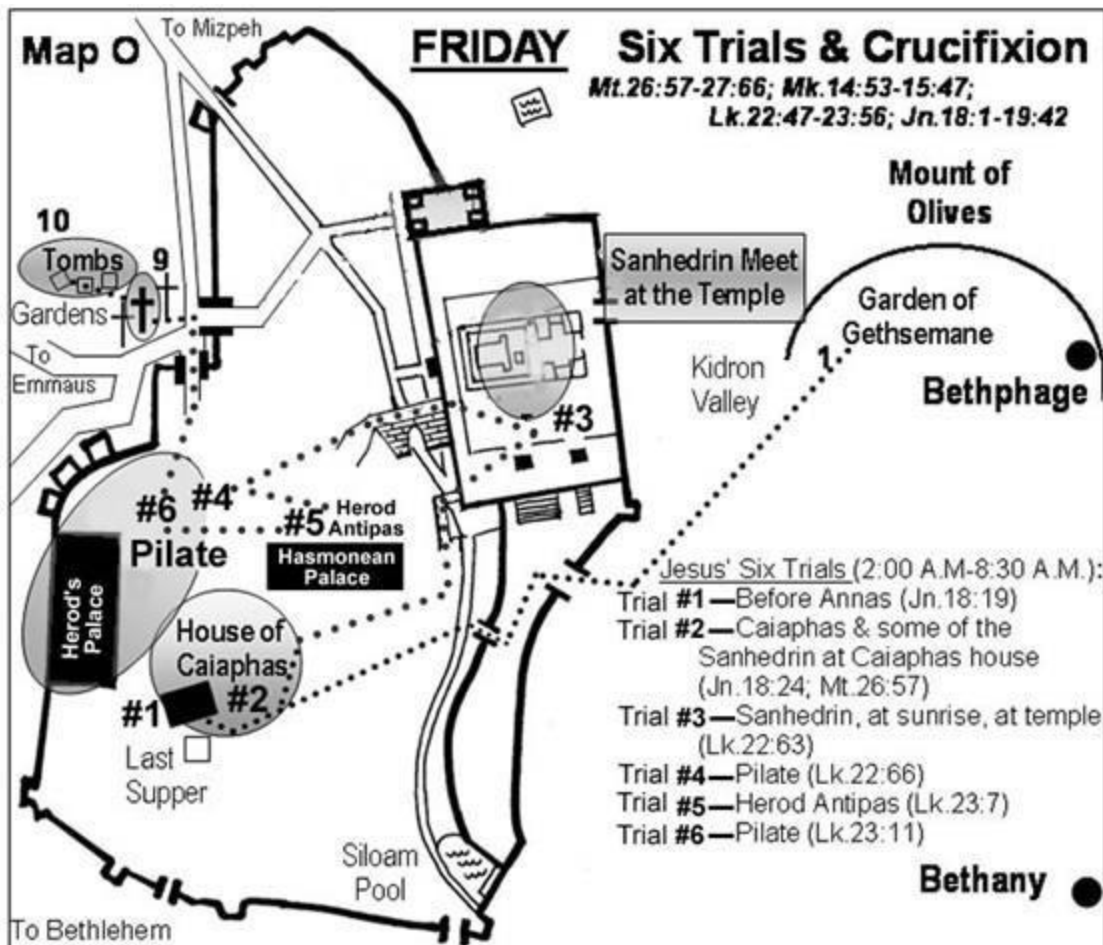 Map O
To Mizpeh
FRIDAY Six Trials & Crucifixion
Mt.26:57-27:66; Mk.14:53-15:47;
Lk.22:47-23:56; Jn.18:1-19:42
Mount of
Olives
10
Tombs
9
Gardens
To
Emmaus
Sanhedrin Meet
at the Temple
Garden of
Gethsemane
1
Kidron
Valley
Bethphage
#3
#6
#4
Pilate
#5
Herod
Antipas
Hasmonean
Palace
Herod's
Palace
House of
Caiaphas
#1
#2
Last
Supper
Jesus' Six Trials (2:00 A.M-8:30 A.M.):
Trial #1—Before Annas (Jn.18:19)
Trial #2—Caiaphas & some of the
Sanhedrin at Caiaphas house
(Jn.18:24; Mt.26:57)
Trial #3—Sanhedrin, at sunrise, at temple
(Lk.22:63)
Trial #4—Pilate (Lk.22:66)
Trial #5—Herod Antipas (Lk.23:7)
Trial #6—Pilate (Lk.23:11)
Siloam
Pool
Bethany
To Bethlehem